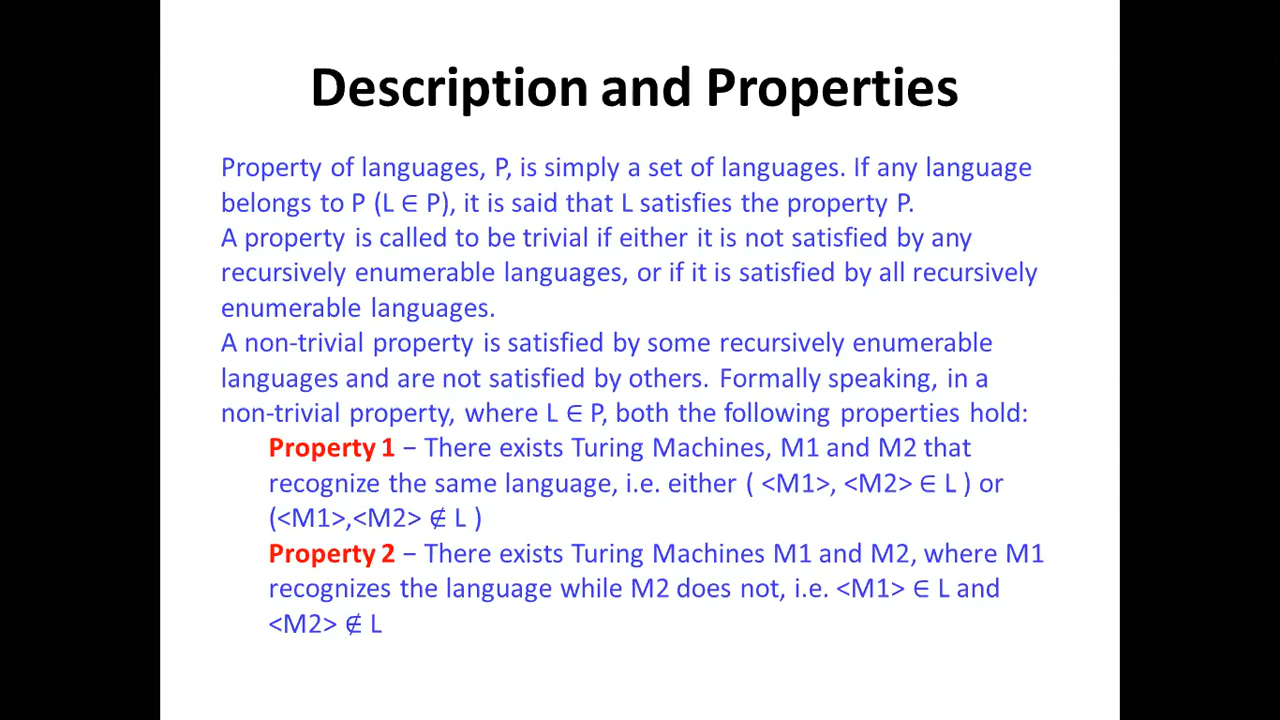 Description and Properties
Property of languages, P, is simply a set of languages. If any language
belongs to P (L ∈ P), it is said that L satisfies the property P.
A property is called to be trivial if either it is not satisfied by any
recursively enumerable languages, or if it is satisfied by all recursively
enumerable languages.
A non-trivial property is satisfied by some recursively enumerable
languages and are not satisfied by others. Formally speaking, in a
non-trivial property, where L ∈ P, both the following properties hold:
Property 1 − There exists Turing Machines, M1 and M2 that
recognize the same language, i.e. either ( <M1>, <M2> ∈ L ) or
(<M1>,<M2> ∉ L )
Property 2 − There exists Turing Machines M1 and M2, where M1
recognizes the language while M2 does not, i.e. <M1> ∈ L and
<M2> ∉ L